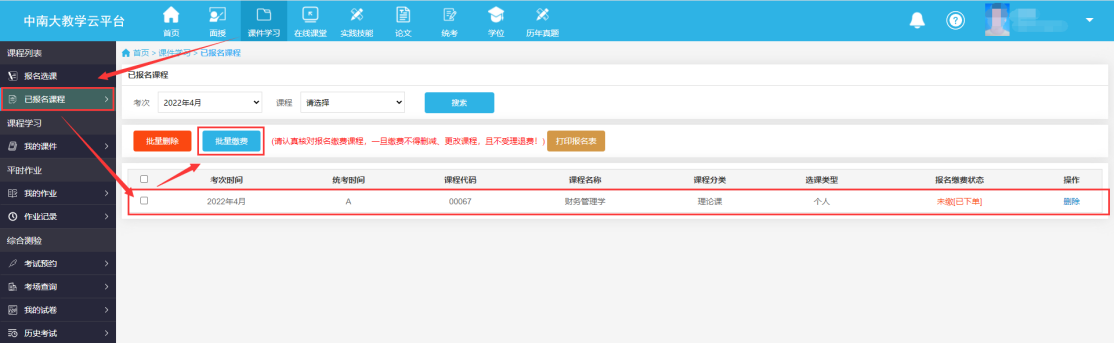 中南大教学云平台
首页 面授 课件学习 在线课堂 实践技能 论文 统考 学位 历年真题
课程列表
首页 > 课件学习 > 已报名课程
报名选课
已报名课程
已报名课程
考次 2022年4月 课程 请选择 搜索
课程学习
批量删除 批量缴费 (请认真核对报名缴费课程，一旦缴费不得删减、更改课程，且不受理退费！) 打印报名表
我的课件
平时作业
考次时间 统考时间 课程代码 课程名称 课程分类 选课类型 报名缴费状态 操作
我的作业
2022年4月 A 00067 财务管理学 理论课 个人 未缴[已下单] 删除
作业记录
综合测验
考试预约
考场查询
我的试卷
历史考试